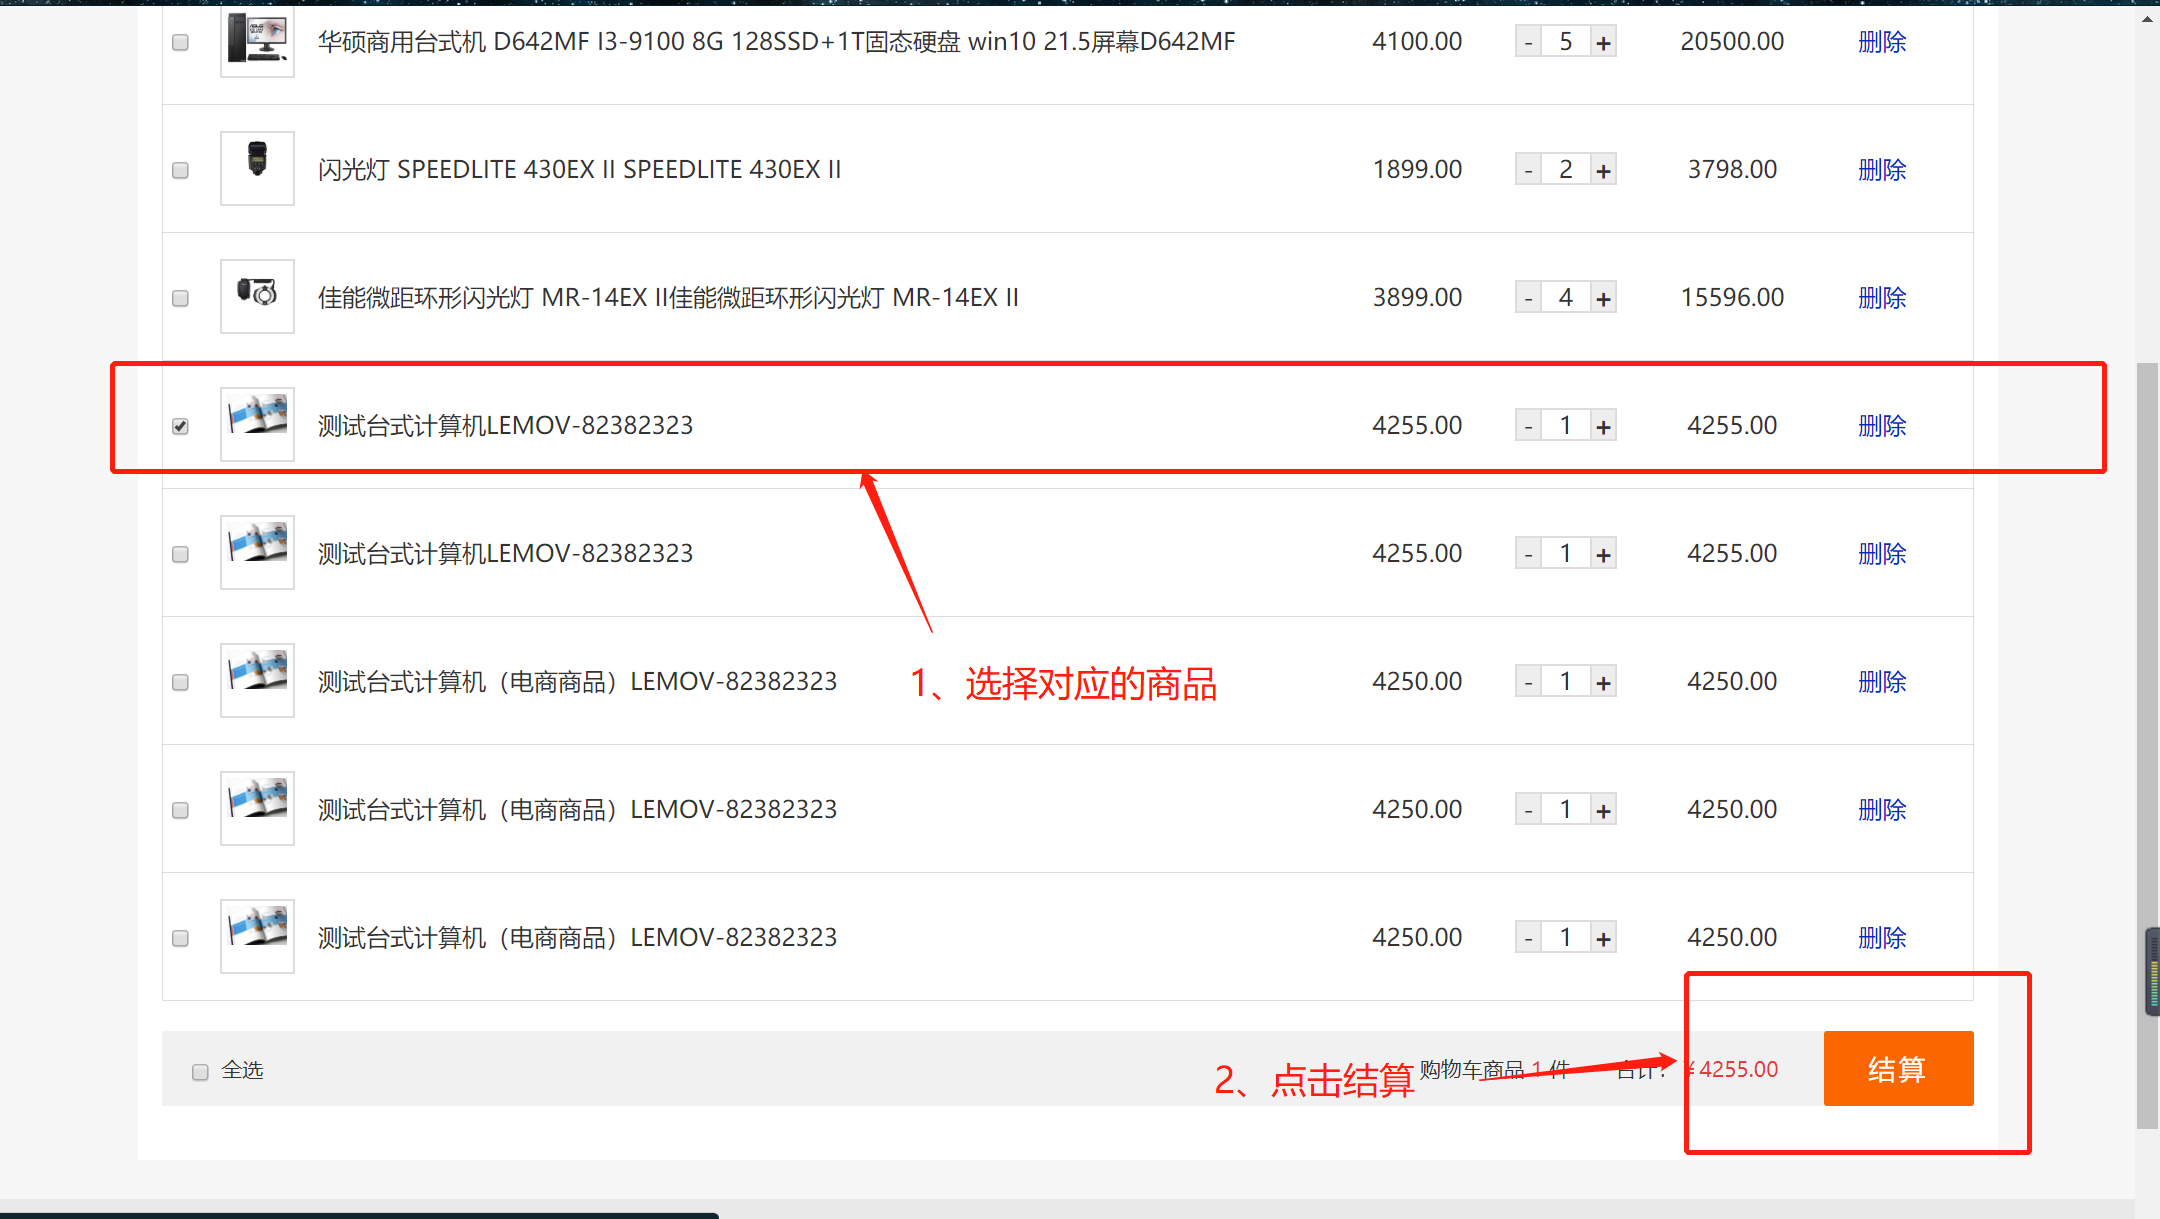 华硕商用台式机 D642MF I3-9100 8G 128SSD+1T固态硬盘 win10 21.5屏幕D642MF 4100.00 - 5 + 20500.00 删除
闪光灯 SPEEDLITE 430EX II SPEEDLITE 430EX II 1899.00 - 2 + 3798.00 删除
佳能微距环形闪光灯 MR-14EX II佳能微距环形闪光灯 MR-14EX II 3899.00 - 4 + 15596.00 删除
测试台式计算机LEMOV-82382323 4255.00 - 1 + 4255.00 删除
测试台式计算机LEMOV-82382323 4255.00 - 1 + 4255.00 删除
测试台式计算机（电商商品）LEMOV-82382323 4250.00 - 1 + 4250.00 删除
1、选择对应的商品
测试台式计算机（电商商品）LEMOV-82382323 4250.00 - 1 + 4250.00 删除
测试台式计算机（电商商品）LEMOV-82382323 4250.00 - 1 + 4250.00 删除
全选 购物车商品 1 件 合计: ¥4255.00 结算
2、点击结算